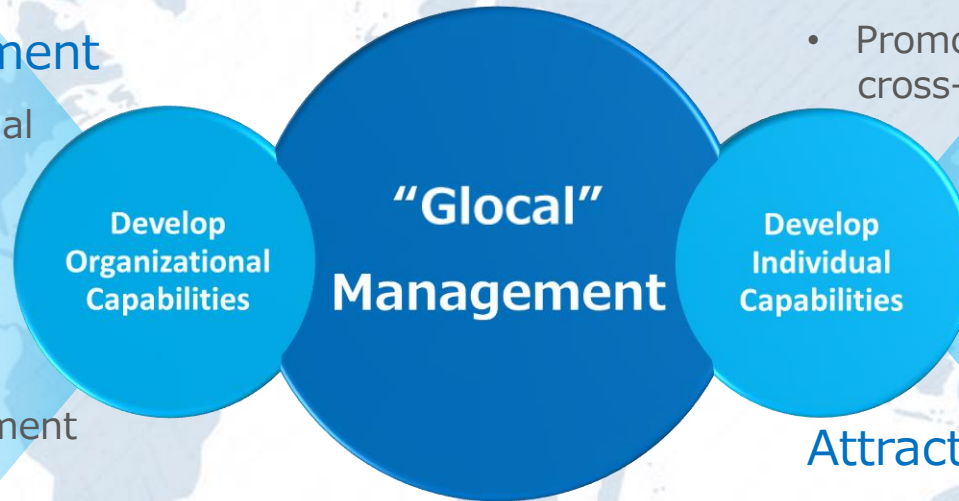 ment
al
ment
Develop
Organizational
Capabilities
“Glocal”
Management
• Promo
cross-
Develop
Individual
Capabilities
Attract